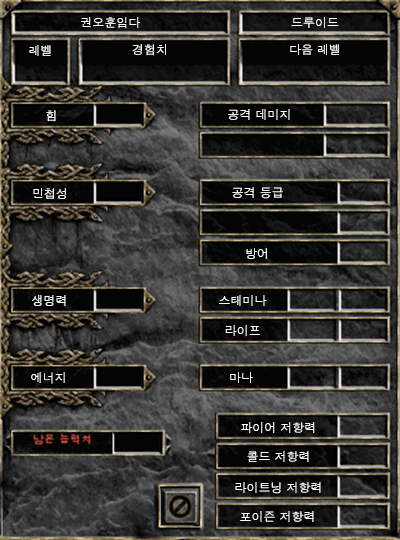 권오훈임다 드루이드
레벨 경험치 다음 레벨
힘 공격 데미지
민첩성 공격 등급
방어
생명력 스태미나
라이프
에너지 마나
파이어 저항력
남은 능력치
콜드 저항력
라이트닝 저항력
포이즌 저항력